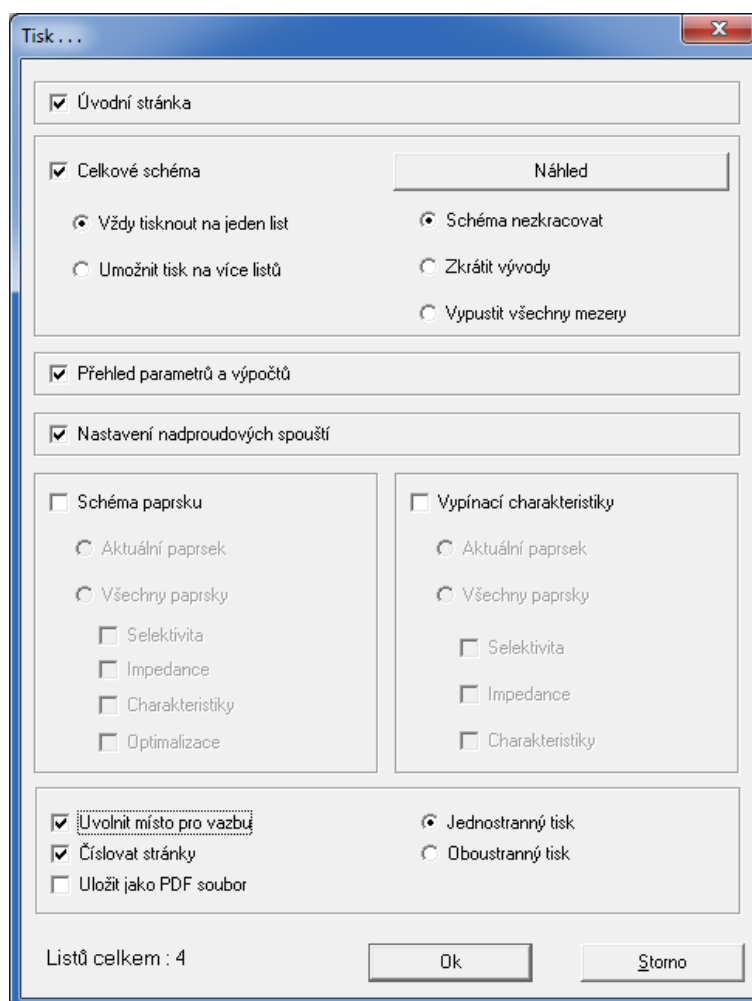 Tisk . . .
Úvodní stránka
Celkové schéma
Náhled
Vždy tisknout na jeden list
Schéma nezkracovat
Umožnit tisk na více listů
Zkrátit vývody
Vypustit všechny mezery
Přehled parametrů a výpočtů
Nastavení nadproudových spouští
Schéma paprsku
Aktuální paprsek
Všechny paprsky
Selektivita
Impedance
Charakteristiky
Optimalizace
Vypínací charakteristiky
Aktuální paprsek
Všechny paprsky
Selektivita
Impedance
Charakteristiky
Uvolnit místo pro vazbu
Číslovat stránky
Uložit jako PDF soubor
Jednostranný tisk
Oboustranný tisk
Listů celkem : 4
Ok
Storno